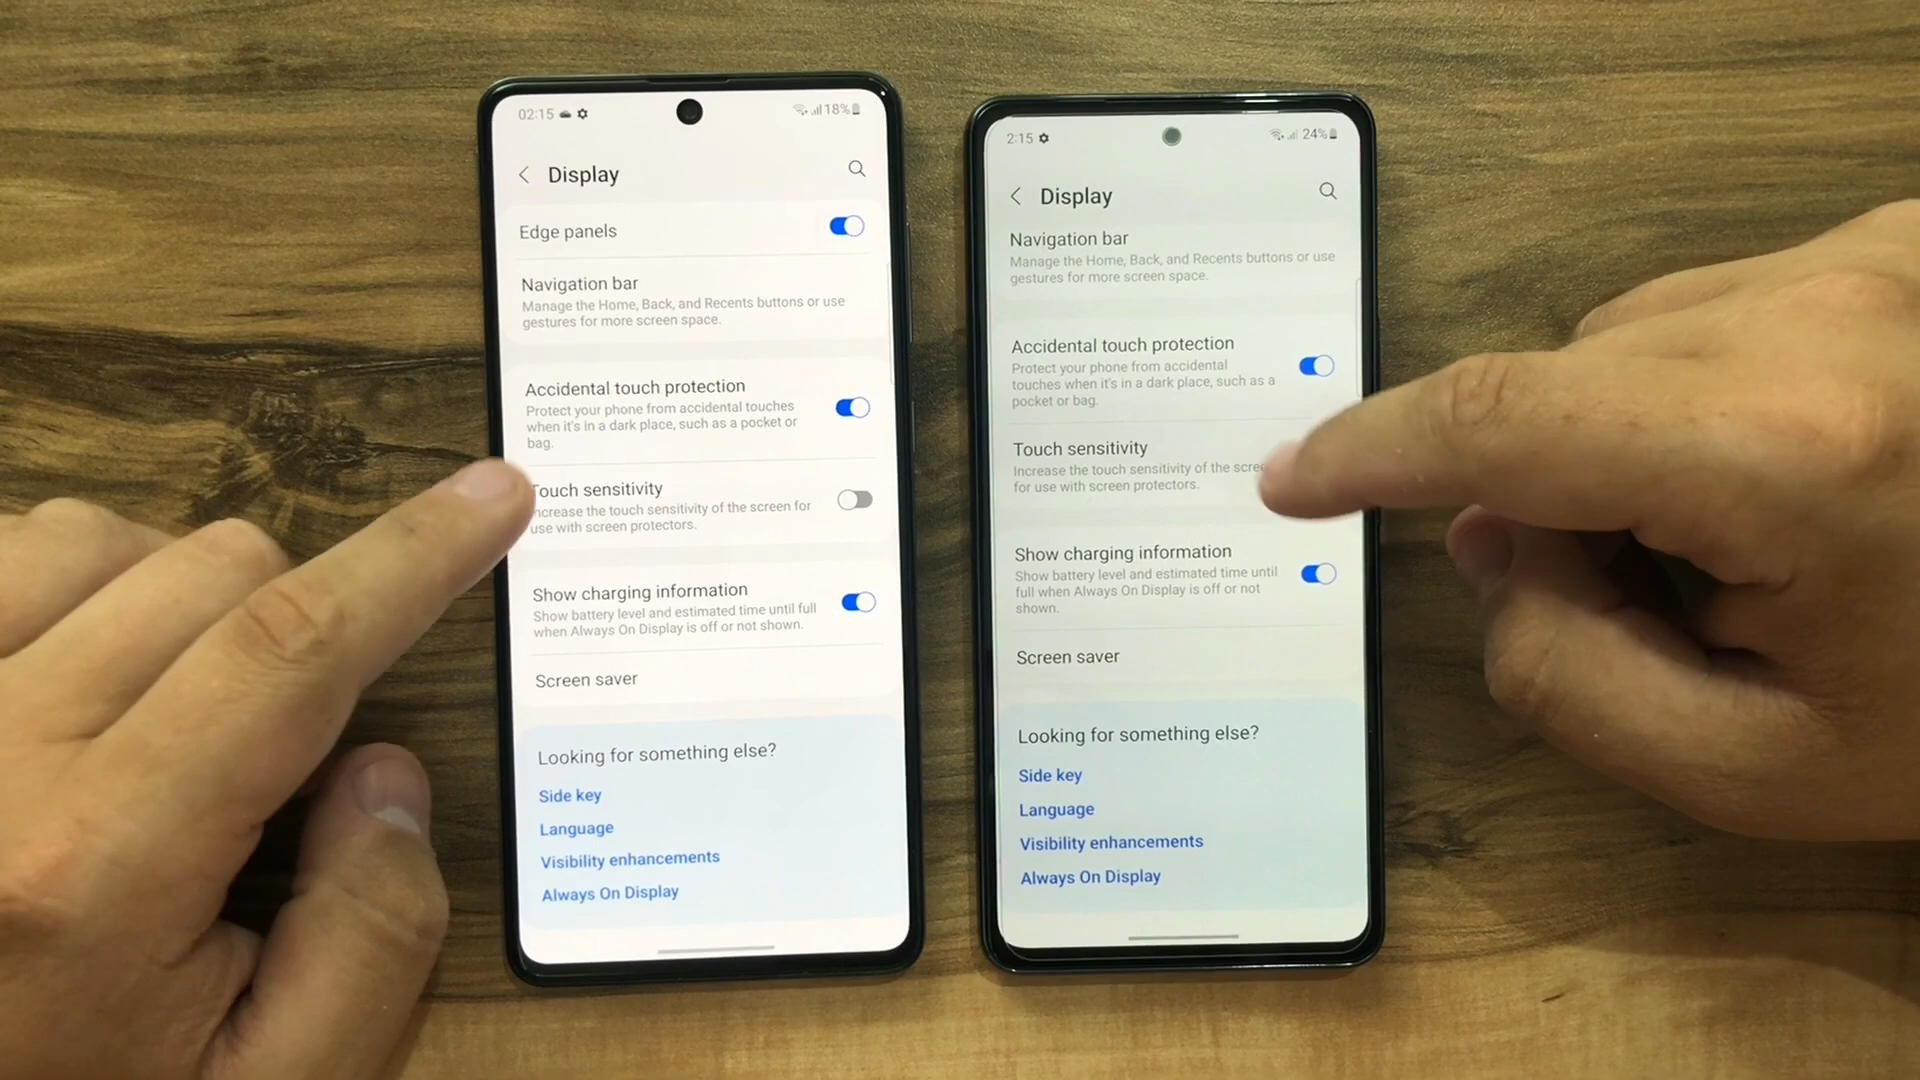 02:15
18%
Display
Edge panels
Navigation bar
Manage the Home, Back, and Recents buttons or use
gestures for more screen space.
Accidental touch protection
Protect your phone from accidental touches
when it's in a dark place, such as a pocket or
bag.
Touch sensitivity
Increase the touch sensitivity of the screen for
use with screen protectors.
Show charging information
Show battery level and estimated time until full
when Always On Display is off or not shown.
Screen saver
Looking for something else?
Side key
Language
Visibility enhancements
Always On Display
2:15
24%
Display
Navigation bar
Manage the Home, Back, and Recents buttons or use
gestures for more screen space.
Accidental touch protection
Protect your phone from accidental
touches when it's in a dark place, such as a
pocket or bag.
Touch sensitivity
Increase the touch sensitivity of the screen
for use with screen protectors.
Show charging information
Show battery level and estimated time until
full when Always On Display is off or not
shown.
Screen saver
Looking for something else?
Side key
Language
Visibility enhancements
Always On Display